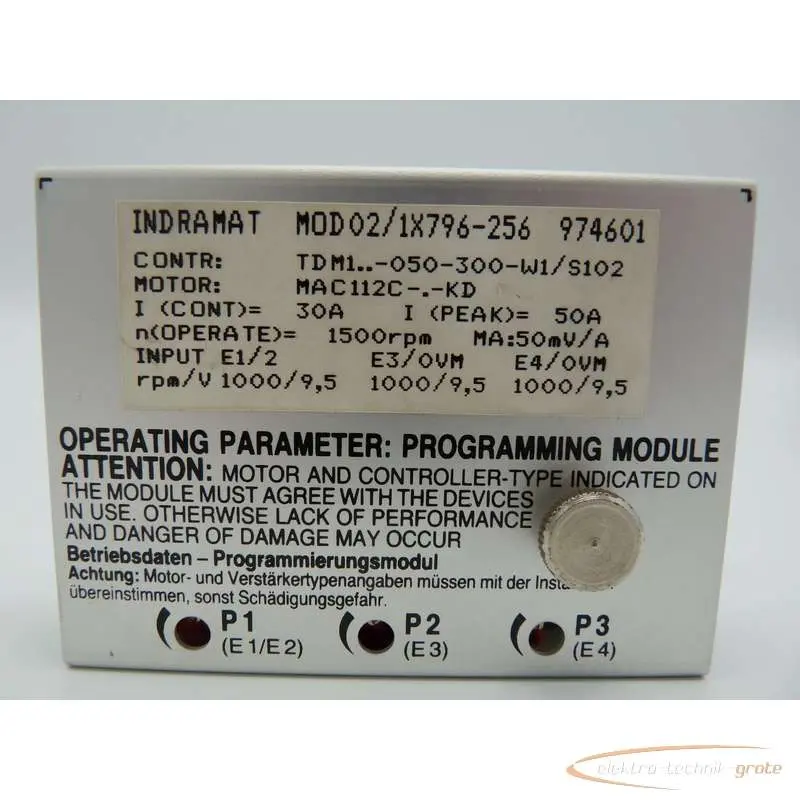 INDRAMAT MOD02/1X796-256 974601
CONTR: TDM1..-050-300-W1/S102
MOTOR: MAC112C-.-KD
I (CONT)= 30A I (PEAK)= 50A
n(OPERATE)= 1500rpm MA:50mV/A
INPUT E1/2 E3/0VM E4/0VM
rpm/V 1000/9,5 1000/9,5 1000/9,5
OPERATING PARAMETER: PROGRAMMING MODULE
ATTENTION: MOTOR AND CONTROLLER-TYPE INDICATED ON
THE MODULE MUST AGREE WITH THE DEVICES
IN USE. OTHERWISE LACK OF PERFORMANCE
AND DANGER OF DAMAGE MAY OCCUR
Betriebsdaten – Programmierungsmodul
Achtung: Motor- und Verstärkertypenangaben müssen mit der
übereinstimmen, sonst Schädigungsgefahr.
P1 P2 P3
(E1/E2) (E3) (E4)
elektro-technik-grote